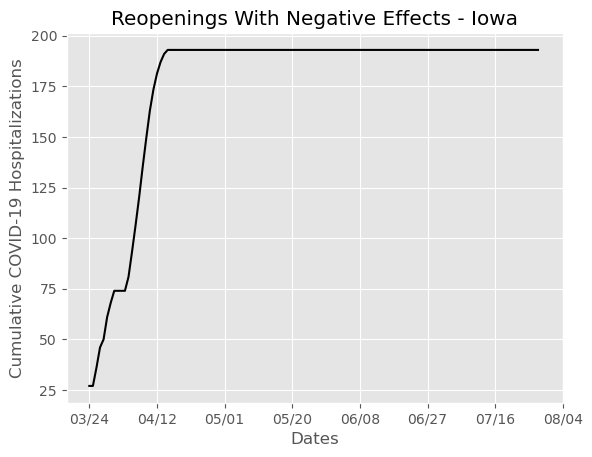 Reopenings With Negative Effects - Iowa
Cumulative COVID-19 Hospitalizations
200
175
150
125
100
75
50
25
03/24 04/12 05/01 05/20 06/08 06/27 07/16 08/04
Dates